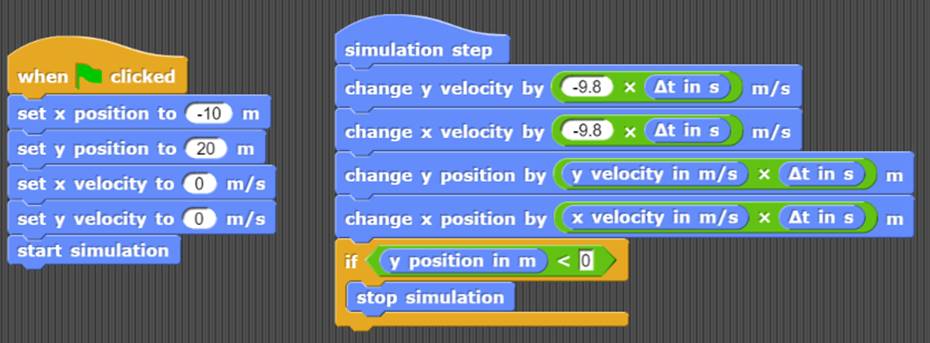 when clicked
set x position to -10 m
set y position to 20 m
set x velocity to 0 m/s
set y velocity to 0 m/s
start simulation
simulation step
change y velocity by -9.8 × Δt in s m/s
change x velocity by -9.8 × Δt in s m/s
change y position by y velocity in m/s × Δt in s m
change x position by x velocity in m/s × Δt in s m
if y position in m < 0
stop simulation